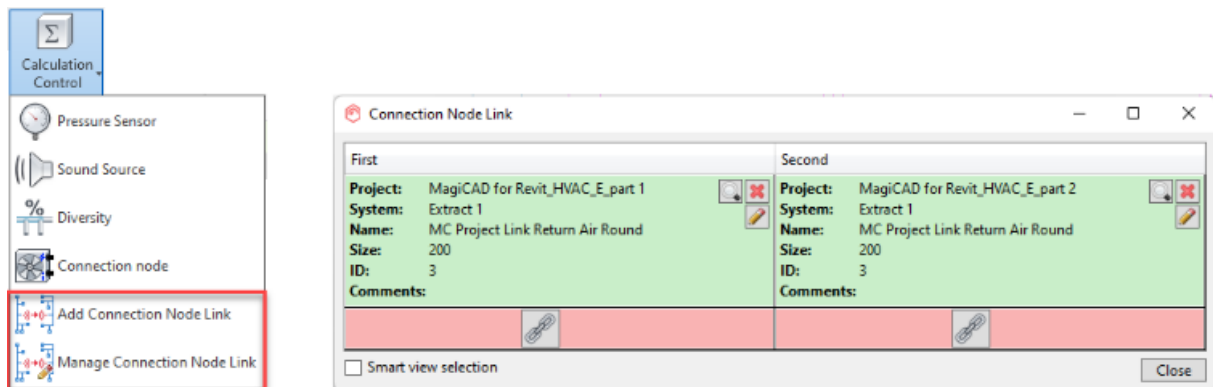 Σ
Calculation
Control
Pressure Sensor
Sound Source
% Diversity
Connection node
Add Connection Node Link
Manage Connection Node Link
Connection Node Link
First
Project: MagiCAD for Revit_HVAC_E_part 1
System: Extract 1
Name: MC Project Link Return Air Round
Size: 200
ID: 3
Comments:
Second
Project: MagiCAD for Revit_HVAC_E_part 2
System: Extract 1
Name: MC Project Link Return Air Round
Size: 200
ID: 3
Comments:
Smart view selection
Close